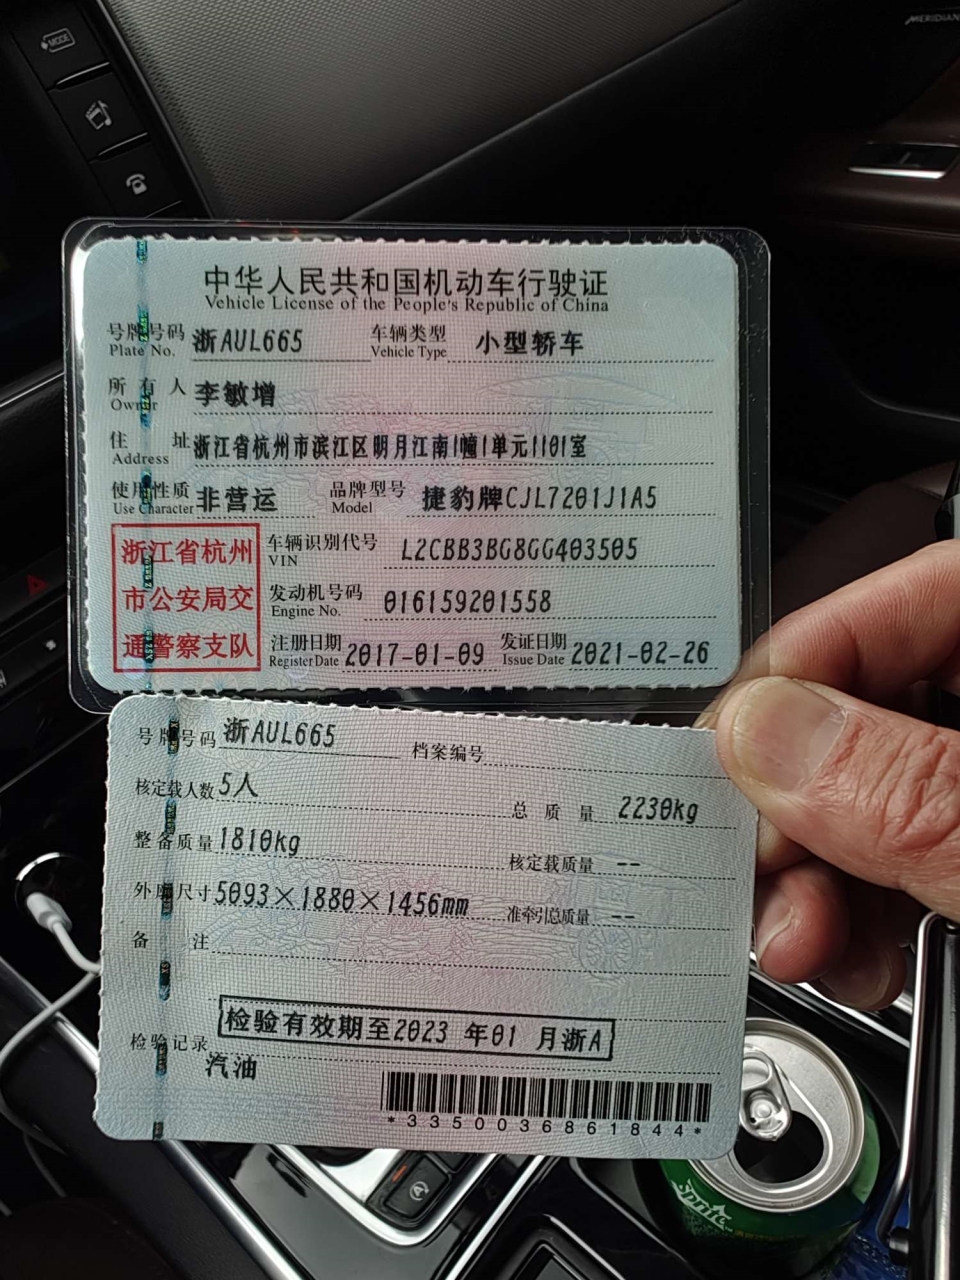 MODE
MERIDIAN
中华人民共和国机动车行驶证
Vehicle License of the People's Republic of China
号牌号码 浙AUL665 车辆类型 小型轿车
Plate No. Vehicle Type
所有人 李敏增
Owner
住址 浙江省杭州市滨江区明月江南1幢1单元1101室
Address
使用性质 非营运 品牌型号 捷豹牌CJL7201J1A5
Use Character Model
浙江省杭州
市公安局交
通警察支队
车辆识别代号 L2CBB3BG8GG403505
VIN
发动机号码 016159201558
Engine No.
注册日期 2017-01-09 发证日期 2021-02-26
Register Date Issue Date
号牌号码 浙AUL665 档案编号
核定载人数 5人 总质量 2230kg
整备质量 1810kg 核定载质量 --
外廓尺寸 5093×1880×1456mm 准牵引总质量 --
备注
检验有效期至2023 年01 月浙A
检验记录
汽油
*3350036861844*
Sprite